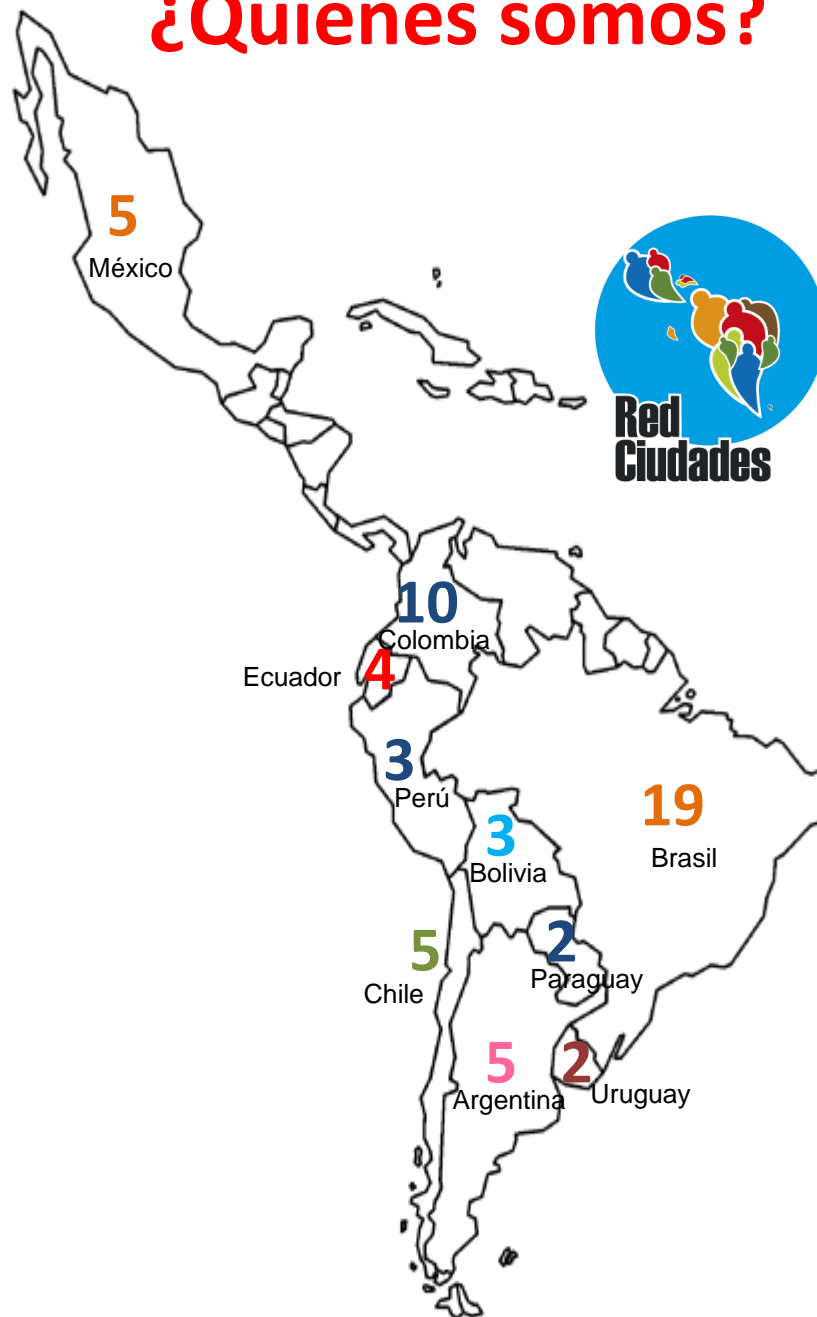 ¿Quiénes somos?
5
México
Red
Ciudades
10
Colombia
Ecuador
4
3
Perú
19
Brasil
3
Bolivia
5
Chile
2
Paraguay
5
Argentina
2
Uruguay